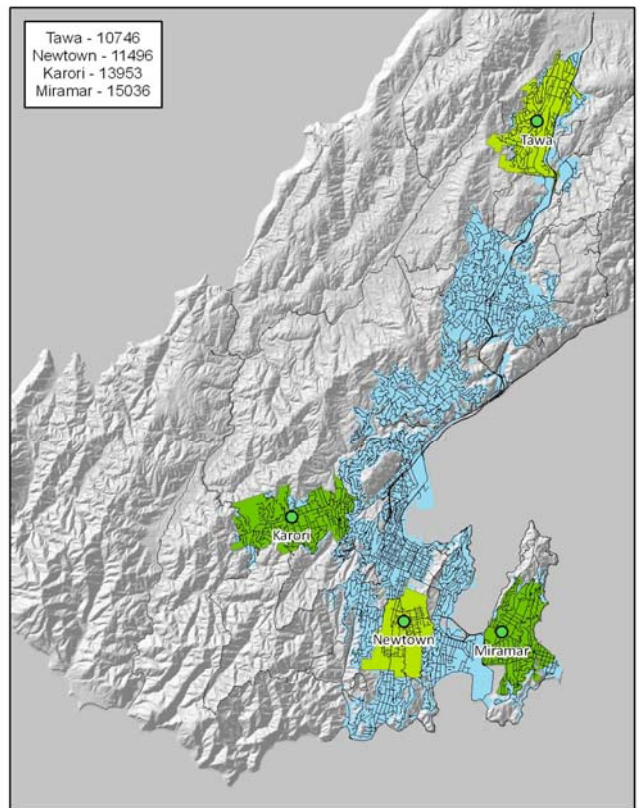 Tawa - 10746
Newtown - 11496
Karori - 13953
Miramar - 15036
Tawa
Karori
Newtown
Miramar